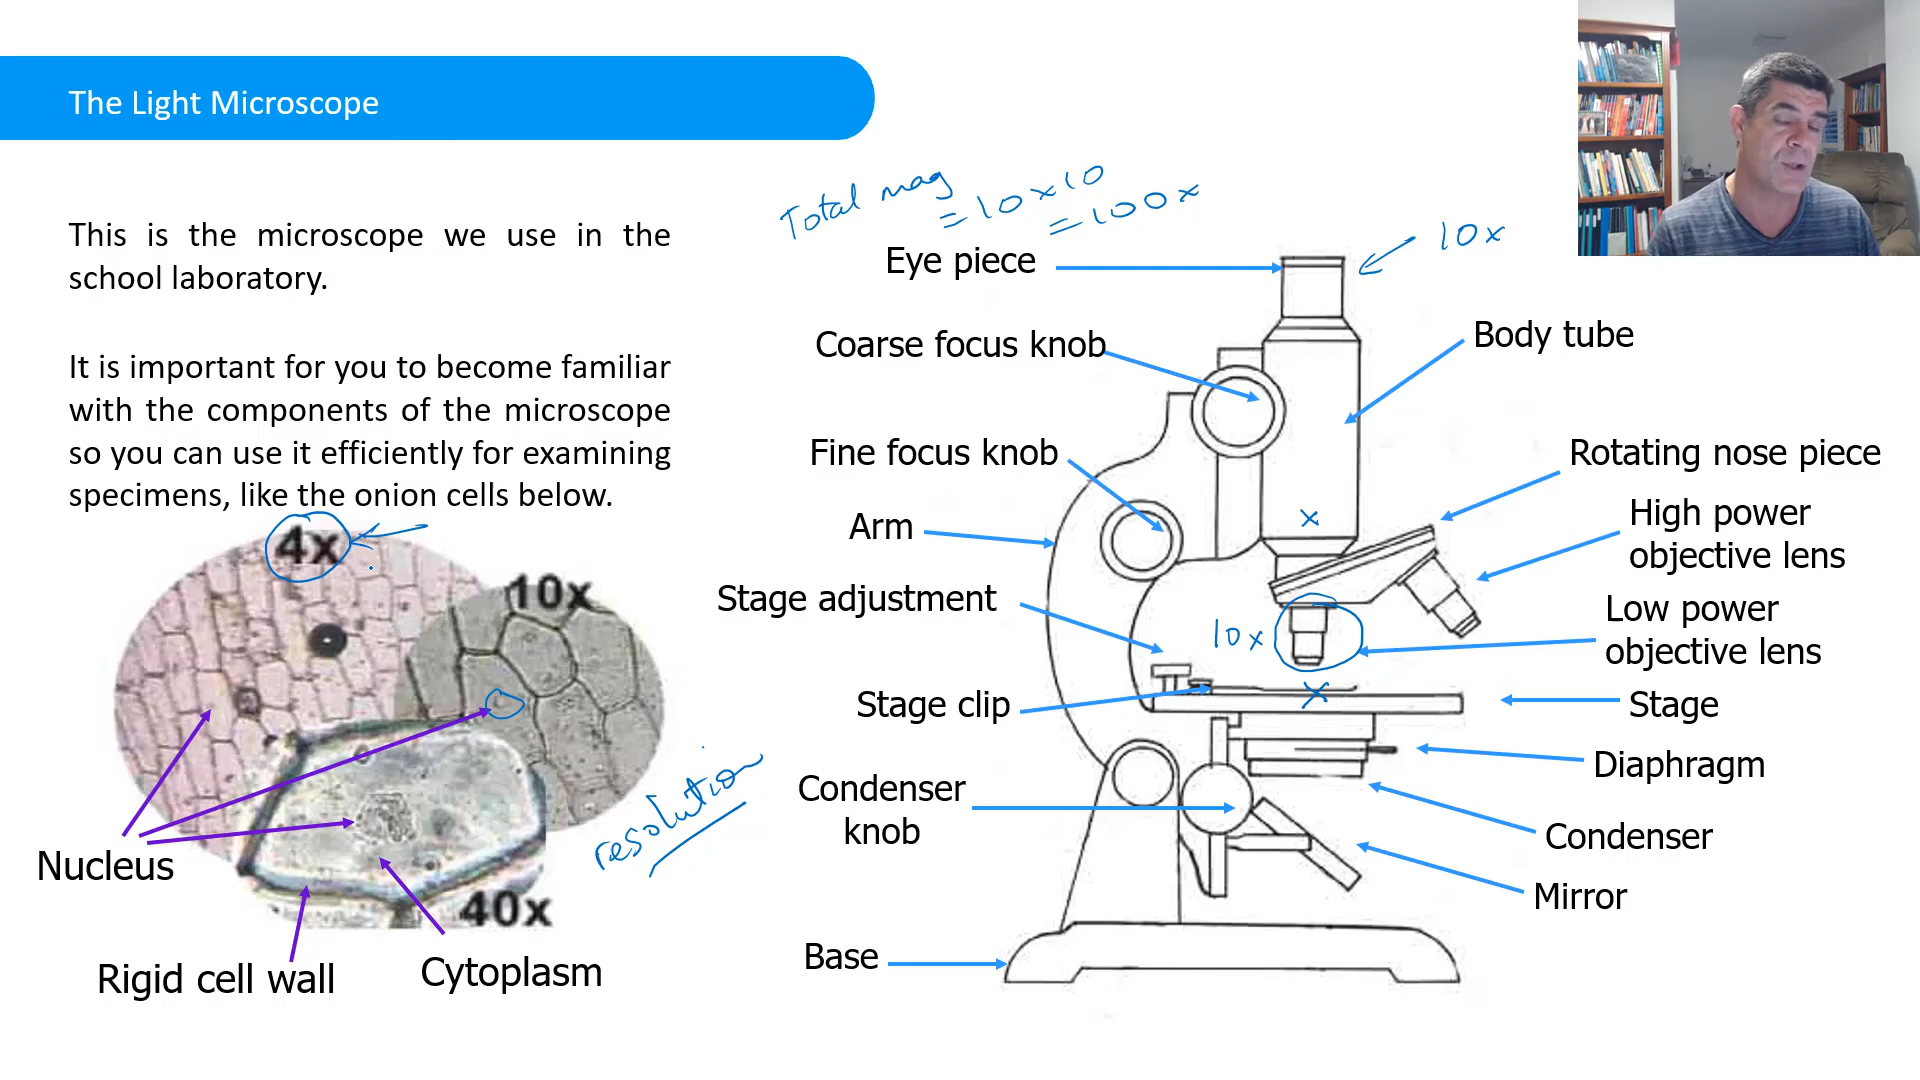 The Light Microscope
This is the microscope we use in the
school laboratory.
It is important for you to become familiar
with the components of the microscope
so you can use it efficiently for examining
specimens, like the onion cells below.
4x
10x
40x
Nucleus
Rigid cell wall
Cytoplasm
resolution
Total mag
=10x10
=100x
10x
Eye piece
Coarse focus knob
Fine focus knob
Arm
Stage adjustment
Stage clip
Condenser
knob
Base
Body tube
Rotating nose piece
High power
objective lens
x
10x
Low power
objective lens
x
Stage
Diaphragm
Condenser
Mirror